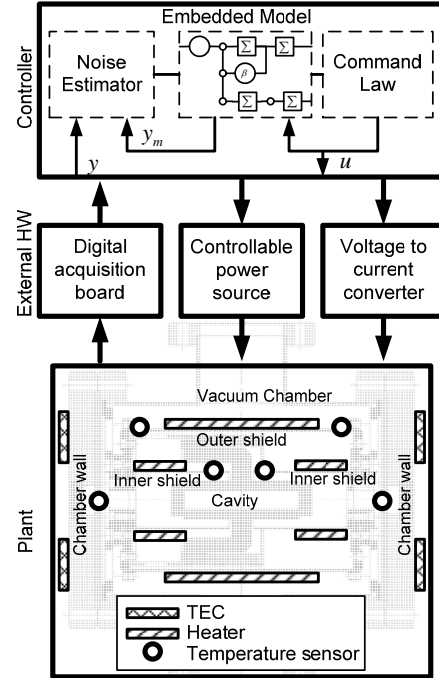 Embedded Model
Noise
Estimator
Σ
Σ
β
Σ
Σ
Command
Law
y
y_m
u
Controller
External HW
Digital
acquisition
board
Controllable
power
source
Voltage to
current
converter
Plant
Vacuum Chamber
Outer shield
Inner shield
Inner shield
Cavity
Chamber wall
Chamber wall
TEC
Heater
Temperature sensor